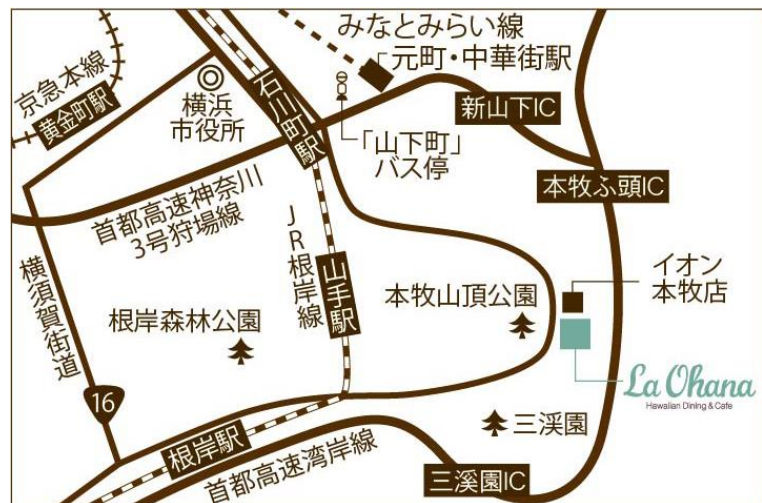 みなとみらい線
元町・中華街駅
京急本線
黄金町駅
横浜
市役所
石川町駅
新山下IC
「山下町」
バス停
本牧ふ頭IC
首都高速神奈川
3号狩場線
JR根岸線
山手駅
横須賀街道
根岸森林公園
本牧山頂公園
イオン
本牧店
La Ohana
Hawaiian Dining & Cafe
16
三溪園
根岸駅
首都高速湾岸線
三溪園IC